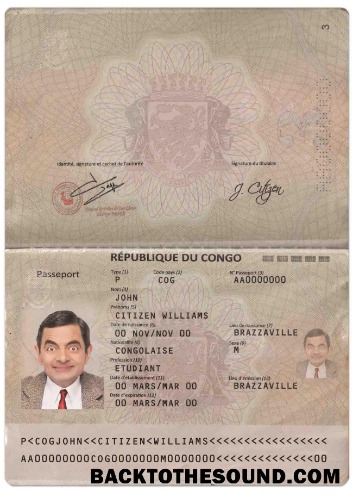 3
Identité, signature et cachet de l'autorité
Signature du titulaire
J. Citizen
RÉPUBLIQUE DU CONGO
Passeport
Type (1) Code pays (2) N° Passeport (3)
P COG AA0000000
Nom (4)
JOHN
Prénoms (5)
CITIZEN WILLIAMS
Date de naissance (6) Lieu De naissance (7)
00 NOV/NOV 00 BRAZZAVILLE
Nationalité (8) Sexe (9)
CONGOLAISE M
Profession (10)
ETUDIANT
Date d'établissement (11) Lieu d'émission (12)
00 MARS/MAR 00 BRAZZAVILLE
Date d'expiration (13)
00 MARS/MAR 00
P<COGJOHN<<CITIZEN<WILLIAMS<<<<<<<<<<<<<<<<<
AA00000000COG0000000M0000000<<<<<<<<<<<<<<00
BACKTOTHESOUND.COM